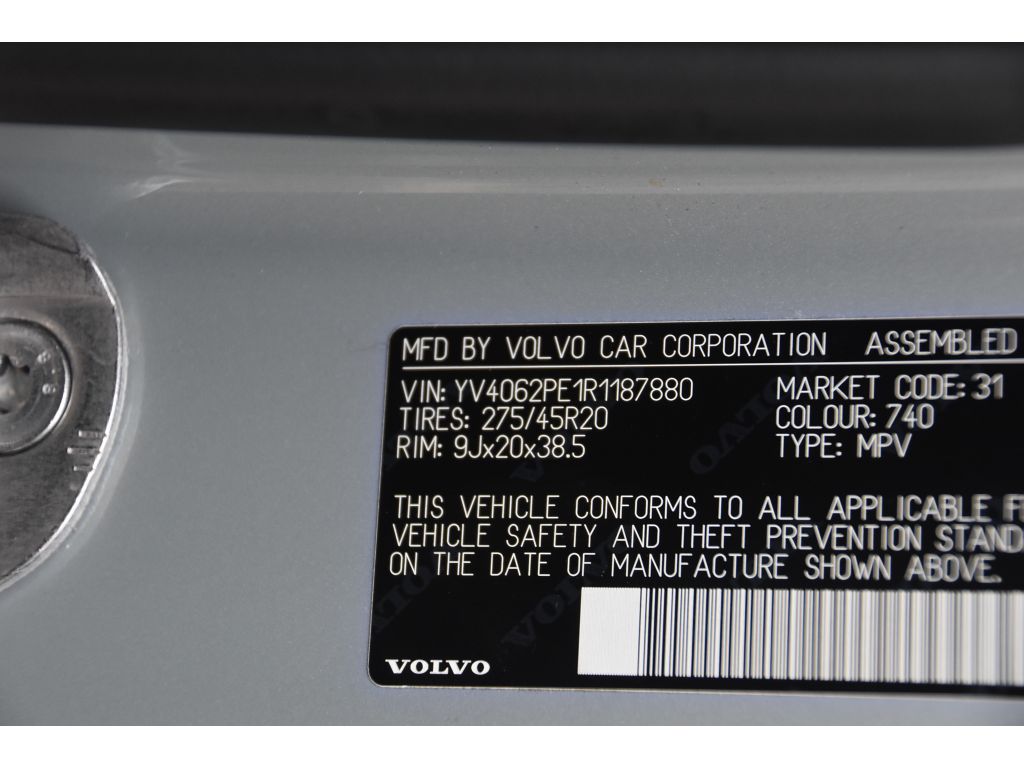 MFD BY VOLVO CAR CORPORATION ASSEMBLED
VIN: YV4062PE1R1187880 MARKET CODE: 31
TIRES: 275/45R20 COLOUR: 740
RIM: 9Jx20x38.5 TYPE: MPV
THIS VEHICLE CONFORMS TO ALL APPLICABLE
VEHICLE SAFETY AND THEFT PREVENTION STAND
ON THE DATE OF MANUFACTURE SHOWN ABOVE.
VOLVO